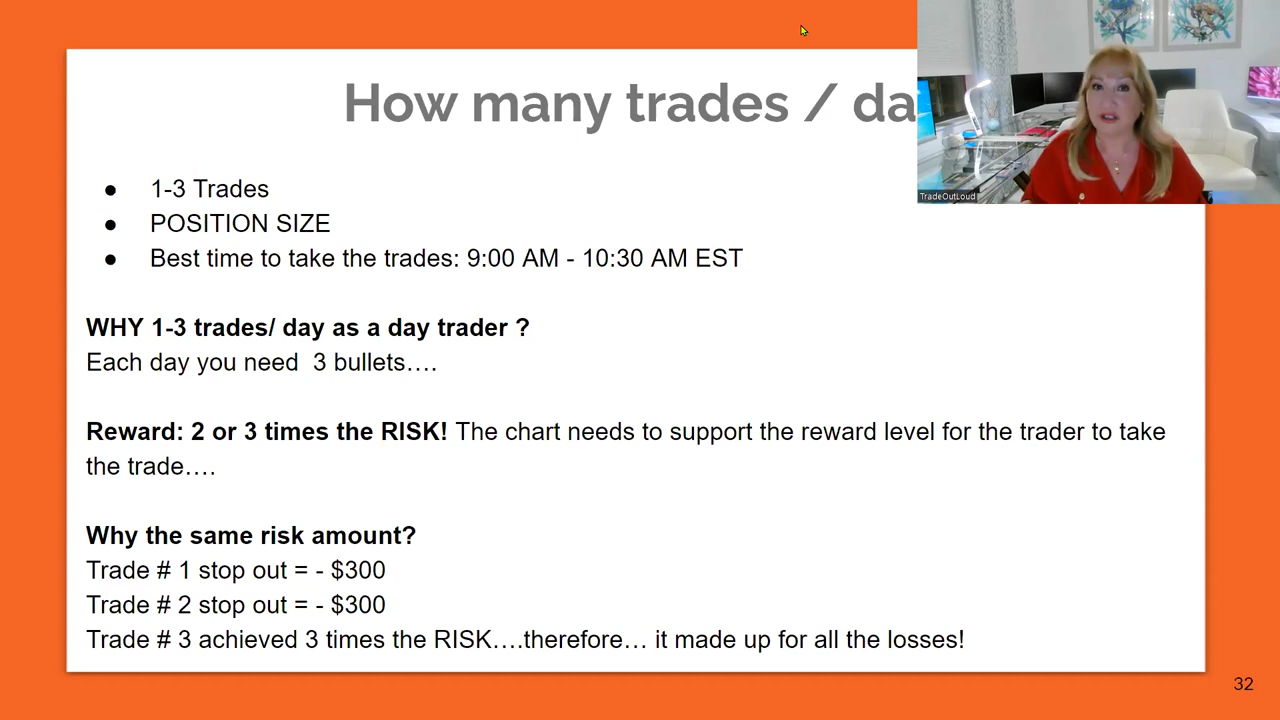 How many trades / da
TradeOutLoud
● 1-3 Trades
● POSITION SIZE
● Best time to take the trades: 9:00 AM - 10:30 AM EST
WHY 1-3 trades/ day as a day trader ?
Each day you need  3 bullets….
Reward: 2 or 3 times the RISK! The chart needs to support the reward level for the trader to take
the trade….
Why the same risk amount?
Trade # 1 stop out = - $300
Trade # 2 stop out = - $300
Trade # 3 achieved 3 times the RISK….therefore… it made up for all the losses!
32